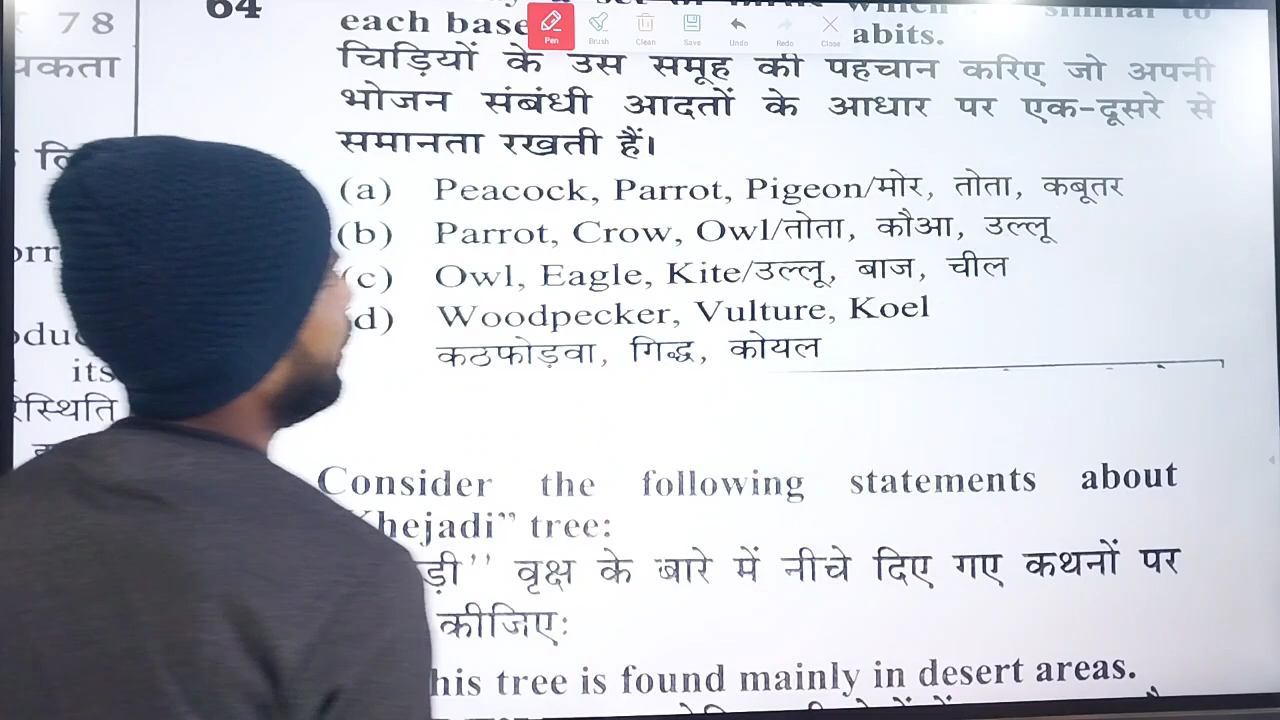 78
64
each base
abits.
Pen
Brush
Clean
Save
Undo
Redo
Close
चिड़ियों के उस समूह की पहचान करिए जो अपनी
भोजन संबंधी आदतों के आधार पर एक-दूसरे से
समानता रखती हैं।
(a) Peacock, Parrot, Pigeon/मोर, तोता, कबूतर
(b) Parrot, Crow, Owl/तोता, कौआ, उल्लू
(c) Owl, Eagle, Kite/उल्लू, बाज, चील
d) Woodpecker, Vulture, Koel
कठफोड़वा, गिद्ध, कोयल
its
Consider the following statements about
hejadi" tree:
ड़ी'' वृक्ष के बारे में नीचे दिए गए कथनों पर
कीजिए:
his tree is found mainly in desert areas.